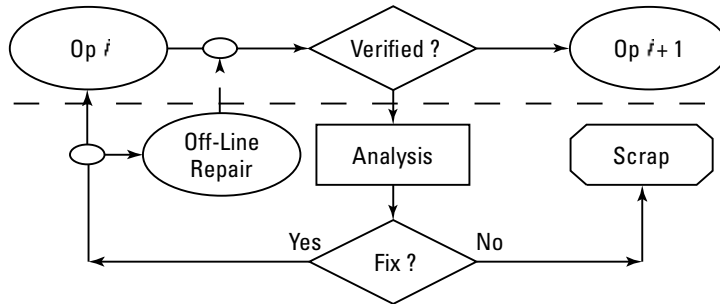 Op i
Verified ?
Op i + 1
Off-Line
Repair
Analysis
Scrap
Yes
No
Fix ?